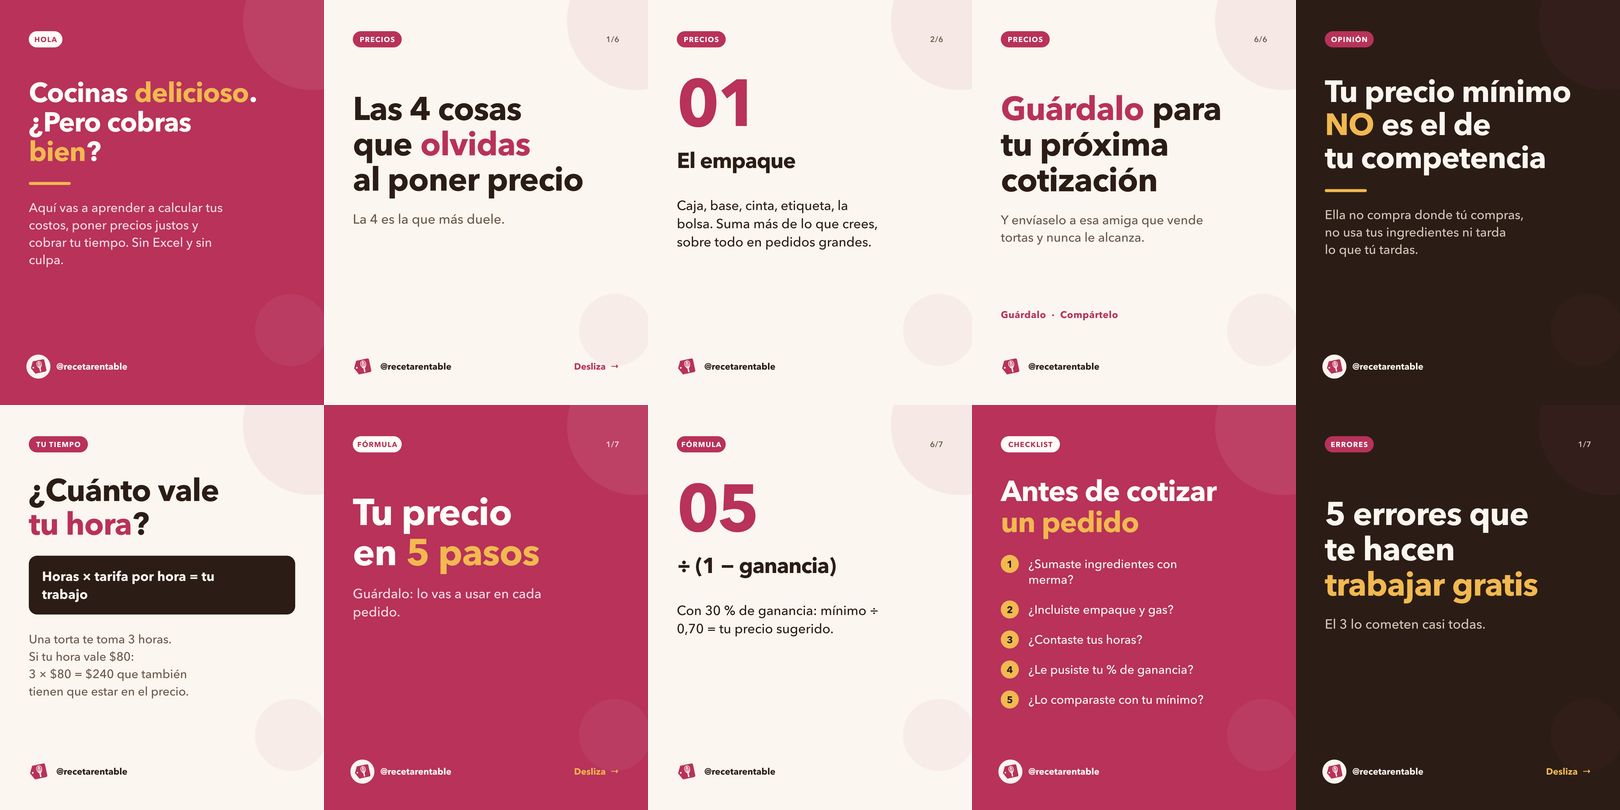 HOLA
Cocinas delicioso.
¿Pero cobras
bien?
Aquí vas a aprender a calcular tus
costos, poner precios justos y
cobrar tu tiempo. Sin Excel y sin
culpa.
@recetarentable
PRECIOS
1/6
Las 4 cosas
que olvidas
al poner precio
La 4 es la que más duele.
@recetarentable
Desliza →
PRECIOS
2/6
01
El empaque
Caja, base, cinta, etiqueta, la
bolsa. Suma más de lo que crees,
sobre todo en pedidos grandes.
@recetarentable
PRECIOS
6/6
Guárdalo para
tu próxima
cotización
Y envíaselo a esa amiga que vende
tortas y nunca le alcanza.
Guárdalo · Compártelo
@recetarentable
OPINIÓN
Tu precio mínimo
NO es el de
tu competencia
Ella no compra donde tú compras,
no usa tus ingredientes ni tarda
lo que tú tardas.
@recetarentable
TU TIEMPO
¿Cuánto vale
tu hora?
Horas × tarifa por hora = tu
trabajo
Una torta te toma 3 horas.
Si tu hora vale $80:
3 × $80 = $240 que también
tienen que estar en el precio.
@recetarentable
FÓRMULA
1/7
Tu precio
en 5 pasos
Guárdalo: lo vas a usar en cada
pedido.
@recetarentable
Desliza →
FÓRMULA
6/7
05
÷ (1 − ganancia)
Con 30 % de ganancia: mínimo ÷
0,70 = tu precio sugerido.
@recetarentable
CHECKLIST
Antes de cotizar
un pedido
1 ¿Sumaste ingredientes con
merma?
2 ¿Incluiste empaque y gas?
3 ¿Contaste tus horas?
4 ¿Le pusiste tu % de ganancia?
5 ¿Lo comparaste con tu mínimo?
@recetarentable
ERRORES
1/7
5 errores que
te hacen
trabajar gratis
El 3 lo cometen casi todas.
@recetarentable
Desliza →